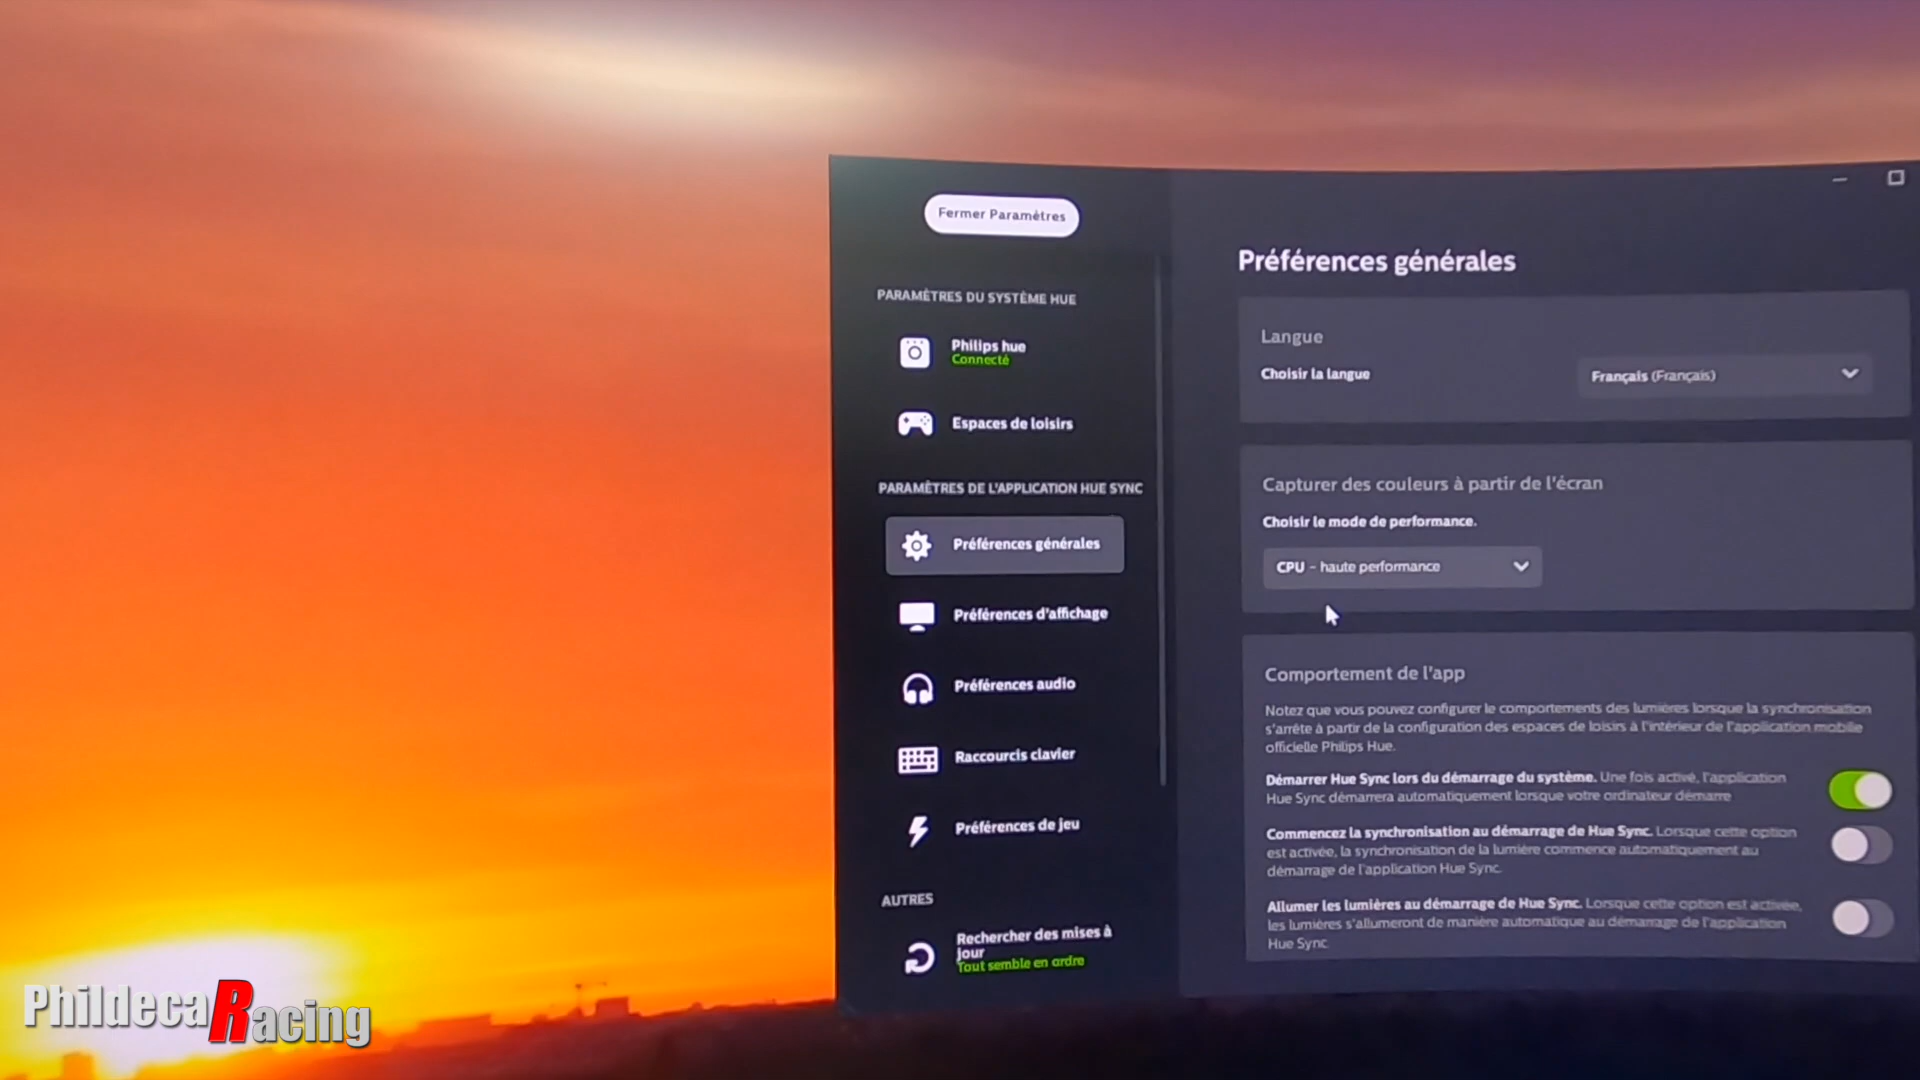 Fermer Paramètres
PARAMÈTRES DU SYSTÈME HUE
Philips hue
Connecté
Espaces de loisirs
PARAMÈTRES DE L'APPLICATION HUE SYNC
Préférences générales
Préférences d'affichage
Préférences audio
Raccourcis clavier
Préférences de jeu
AUTRES
Rechercher des mises à
jour
Tout semble en ordre
Préférences générales
Langue
Choisir la langue
Français (Français)
Capturer des couleurs à partir de l'écran
Choisir le mode de performance.
CPU - haute performance
Comportement de l'app
Notez que vous pouvez configurer le comportements des lumières lorsque la synchronisation
s'arrête à partir de la configuration des espaces de loisirs à l'intérieur de l'application mobile
officielle Philips Hue.
Démarrer Hue Sync lors du démarrage du système. Une fois activé, l'application
Hue Sync démarrera automatiquement lorsque votre ordinateur démarre
Commencez la synchronisation au démarrage de Hue Sync. Lorsque cette option
est activée, la synchronisation de la lumière commence automatiquement au
démarrage de l'application Hue Sync.
Allumer les lumières au démarrage de Hue Sync. Lorsque cette option est activée,
les lumières s'allumeront de manière automatique au démarrage de l'application
Hue Sync
PhildecaRacing